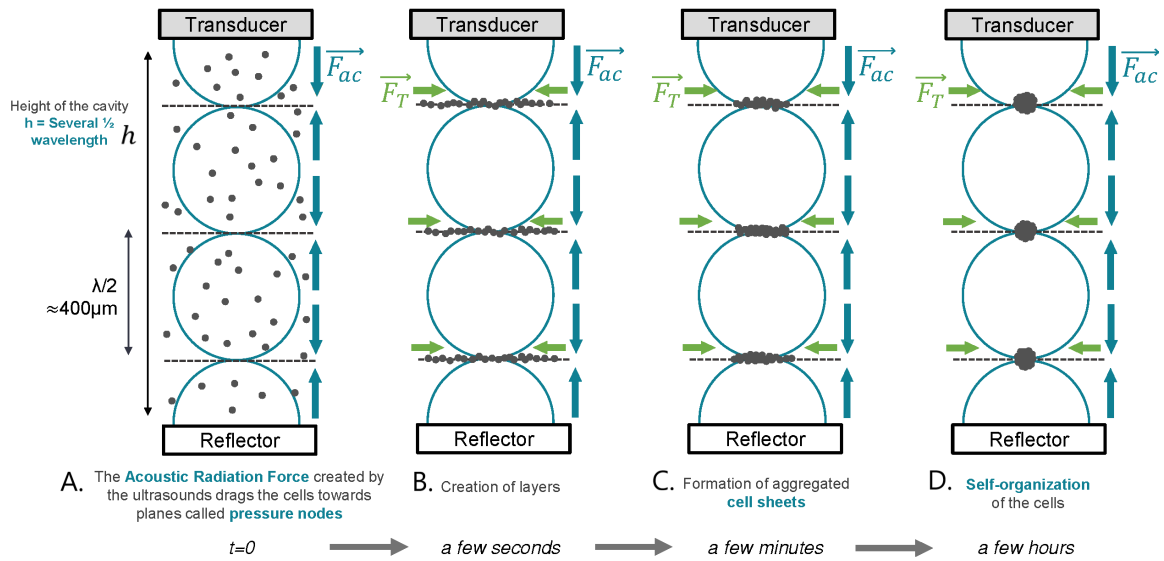 Transducer
Transducer
Transducer
Transducer
F_ac
F_T
F_T
F_ac
F_T
F_ac
Height of the cavity
h = Several ½
wavelength
h
λ/2
≈400µm
Reflector
Reflector
Reflector
Reflector
A. The Acoustic Radiation Force created by
the ultrasounds drags the cells towards
planes called pressure nodes
B. Creation of layers
C. Formation of aggregated
cell sheets
D. Self-organization
of the cells
t=0
a few seconds
a few minutes
a few hours